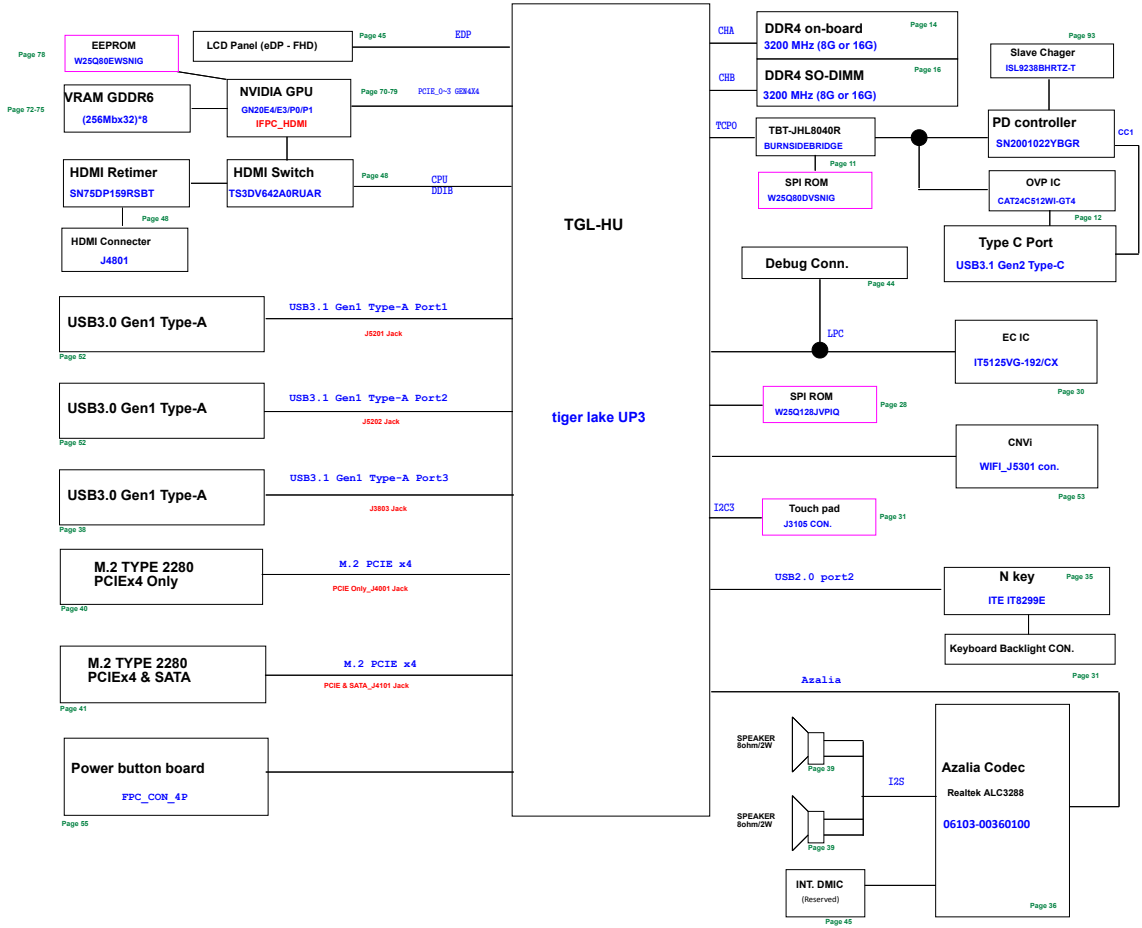 EEPROM
W25Q80EWSNIG
Page 78
LCD Panel (eDP - FHD)
Page 45
EDP
VRAM GDDR6
(256Mbx32)*8
Page 72-75
NVIDIA GPU
GN20E4/E3/P0/P1
IFPC_HDMI
Page 70-79
PCIE_0~3 GEN4X4
HDMI Retimer
SN75DP159RSBT
Page 48
HDMI Switch
TS3DV642A0RUAR
Page 48
CPU
DDIB
HDMI Connecter
J4801
USB3.0 Gen1 Type-A
Page 52
USB3.1 Gen1 Type-A Port1
J5201 Jack
USB3.0 Gen1 Type-A
Page 52
USB3.1 Gen1 Type-A Port2
J5202 Jack
USB3.0 Gen1 Type-A
Page 38
USB3.1 Gen1 Type-A Port3
J3803 Jack
M.2 TYPE 2280
PCIEx4 Only
Page 40
M.2 PCIE x4
PCIE Only_J4001 Jack
M.2 TYPE 2280
PCIEx4 & SATA
Page 41
M.2 PCIE x4
PCIE & SATA_J4101 Jack
Power button board
FPC_CON_4P
Page 55
TGL-HU
tiger lake UP3
CHA
DDR4 on-board
Page 14
3200 MHz (8G or 16G)
CHB
DDR4 SO-DIMM
Page 16
3200 MHz (8G or 16G)
Page 93
Slave Chager
ISL9238BHRTZ-T
TCP0
TBT-JHL8040R
BURNSIDEBRIDGE
Page 11
SPI ROM
W25Q80DVSNIG
PD controller
SN2001022YBGR
CC1
OVP IC
CAT24C512WI-GT4
Page 12
Type C Port
USB3.1 Gen2 Type-C
Debug Conn.
Page 44
LPC
EC IC
IT5125VG-192/CX
Page 30
SPI ROM
W25Q128JVPIQ
Page 28
CNVi
WIFI_J5301 con.
Page 53
I2C3
Touch pad
J3105 CON.
Page 31
USB2.0 port2
N key
Page 35
ITE IT8299E
Keyboard Backlight CON.
Page 31
Azalia
SPEAKER
8ohm/2W
Page 39
SPEAKER
8ohm/2W
Page 39
I2S
Azalia Codec
Realtek ALC3288
06103-00360100
Page 36
INT. DMIC
(Reserved)
Page 45